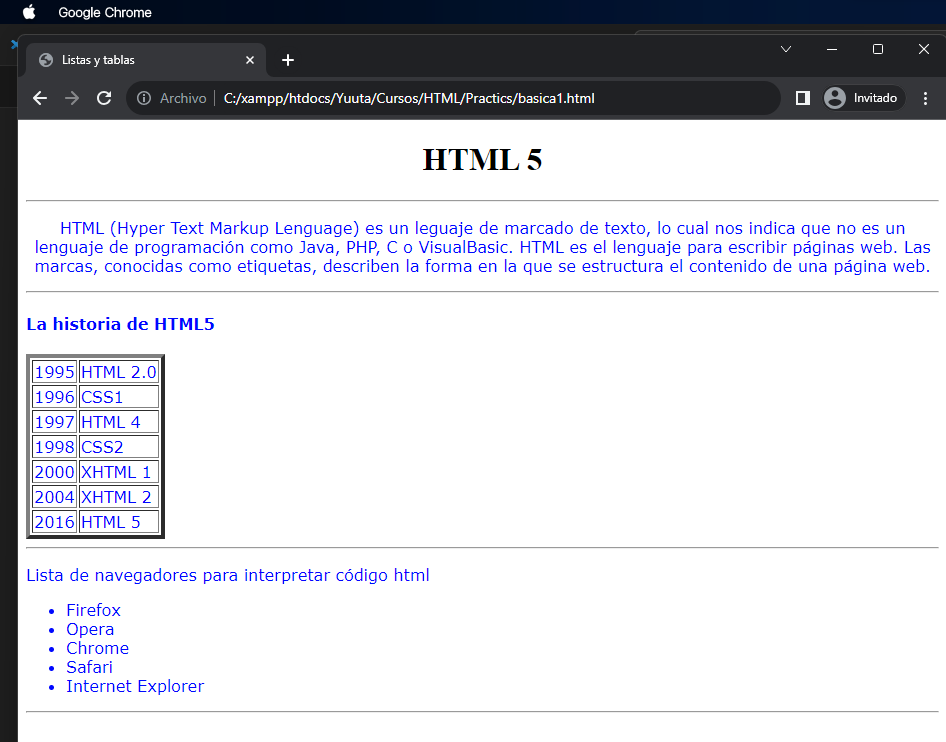 Google Chrome
Listas y tablas
Archivo
C:/xampp/htdocs/Yuuta/Cursos/HTML/Practics/basica1.html
Invitado
HTML 5
HTML (Hyper Text Markup Lenguage) es un leguaje de marcado de texto, lo cual nos indica que no es un
lenguaje de programación como Java, PHP, C o VisualBasic. HTML es el lenguaje para escribir páginas web. Las
marcas, conocidas como etiquetas, describen la forma en la que se estructura el contenido de una página web.
La historia de HTML5
1995 HTML 2.0
1996 CSS1
1997 HTML 4
1998 CSS2
2000 XHTML 1
2004 XHTML 2
2016 HTML 5
Lista de navegadores para interpretar código html
• Firefox
• Opera
• Chrome
• Safari
• Internet Explorer